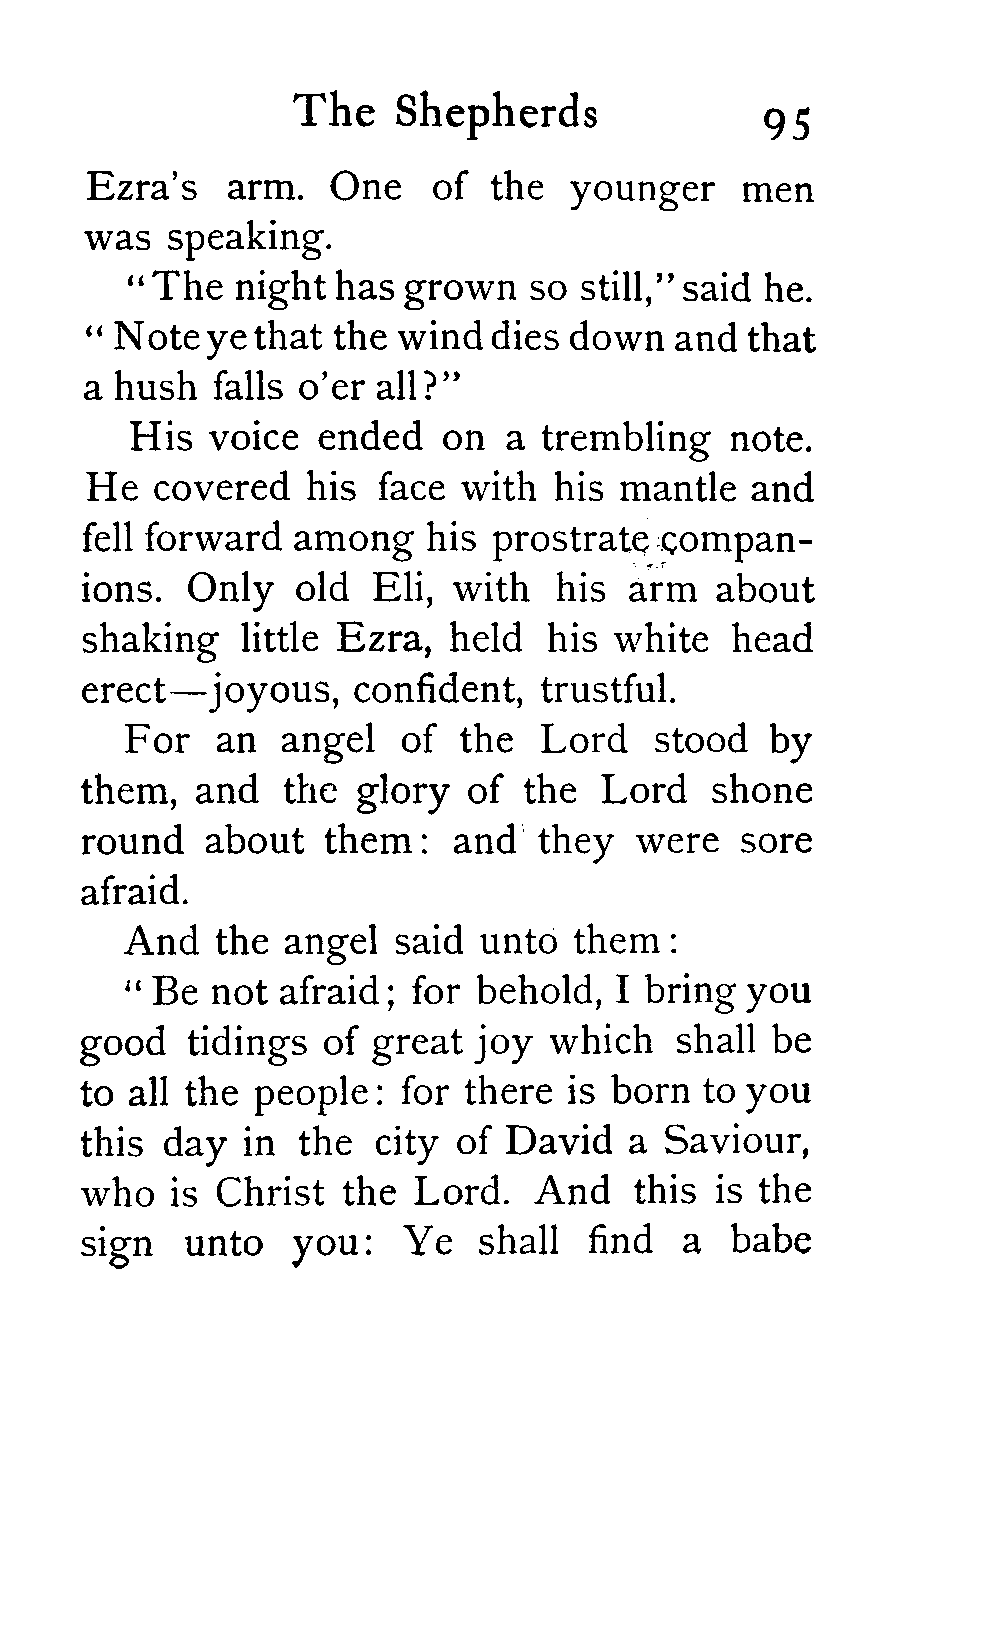 The Shepherds 95
Ezra's arm. One of the younger men
was speaking.
"The night has grown so still," said he.
"Note ye that the wind dies down and that
a hush falls o'er all?"
His voice ended on a trembling note.
He covered his face with his mantle and
fell forward among his prostrate compan-
ions. Only old Eli, with his arm about
shaking little Ezra, held his white head
erect—joyous, confident, trustful.
For an angel of the Lord stood by
them, and the glory of the Lord shone
round about them: and they were sore
afraid.
And the angel said unto them:
"Be not afraid; for behold, I bring you
good tidings of great joy which shall be
to all the people: for there is born to you
this day in the city of David a Saviour,
who is Christ the Lord. And this is the
sign unto you: Ye shall find a babe